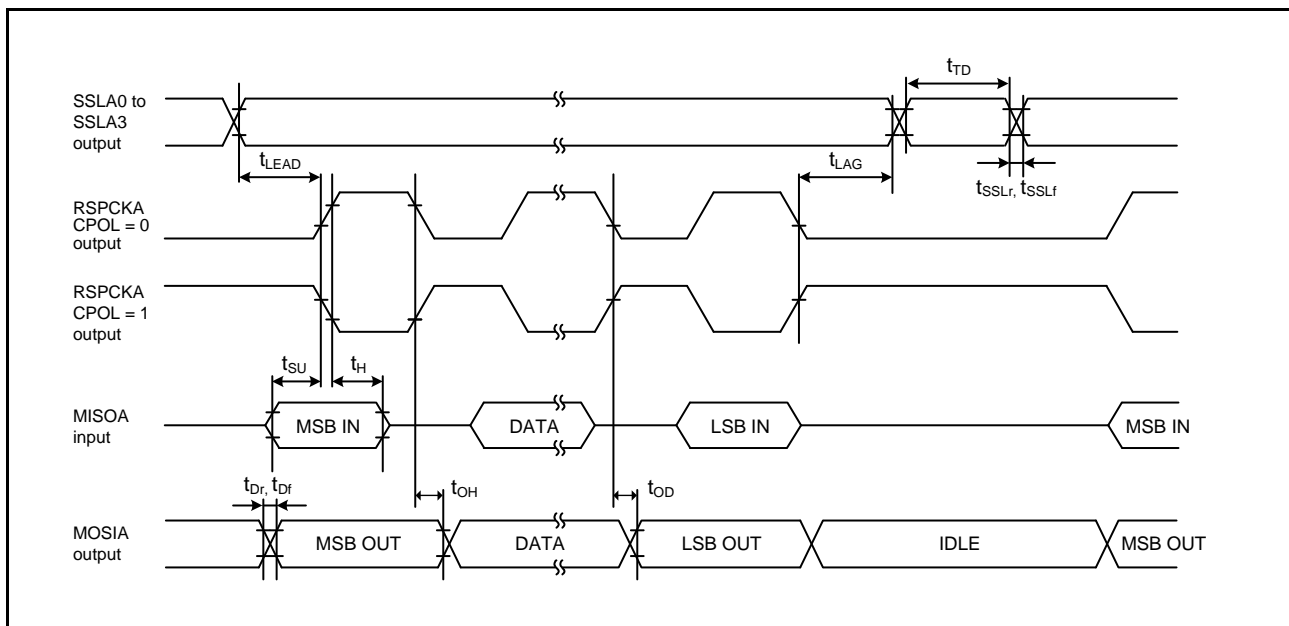 tTD
SSLA0 to
SSLA3
output
tLEAD
tLAG
tSSLr, tSSLf
RSPCKA
CPOL = 0
output
RSPCKA
CPOL = 1
output
tSU
tH
MISOA
input
MSB IN
DATA
LSB IN
MSB IN
tDr, tDf
tOH
tOD
MOSIA
output
MSB OUT
DATA
LSB OUT
IDLE
MSB OUT